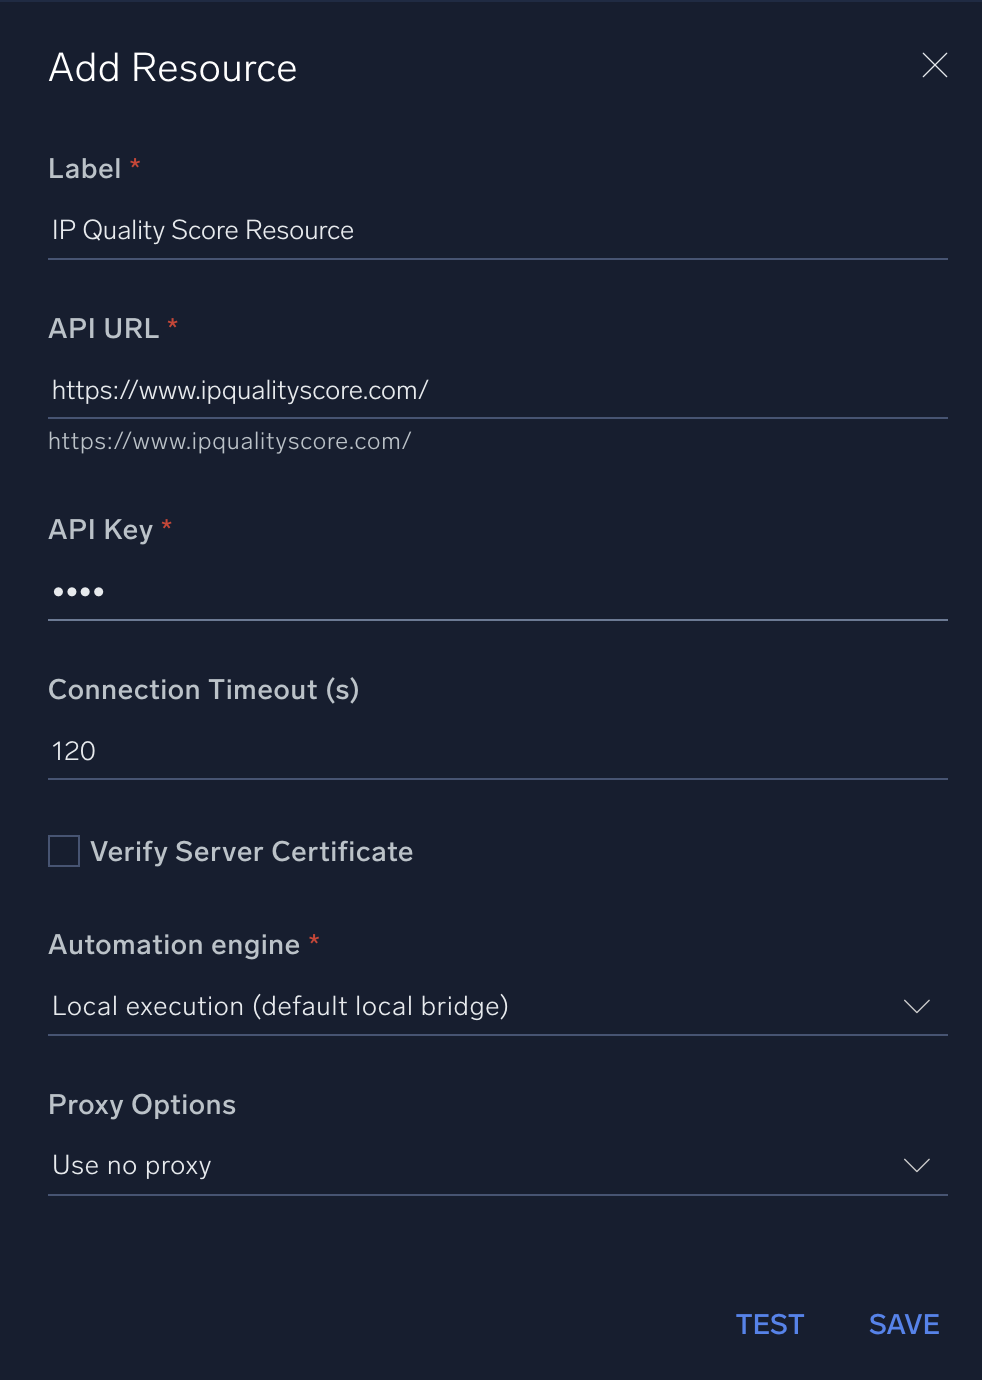 Add Resource
Label *
IP Quality Score Resource
API URL *
https://www.ipqualityscore.com/
https://www.ipqualityscore.com/
API Key *
••••
Connection Timeout (s)
120
Verify Server Certificate
Automation engine *
Local execution (default local bridge)
Proxy Options
Use no proxy
TEST SAVE